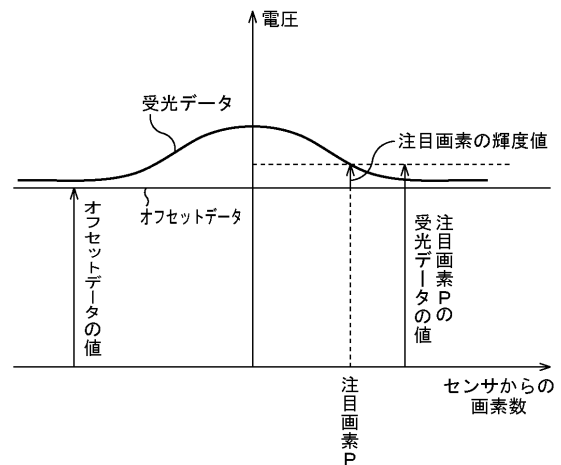 電圧
受光データ
注目画素の輝度値
オフセットデータ
オフセットデータの値
注目画素Pの
受光データの値
センサからの
画素数
注目画素P